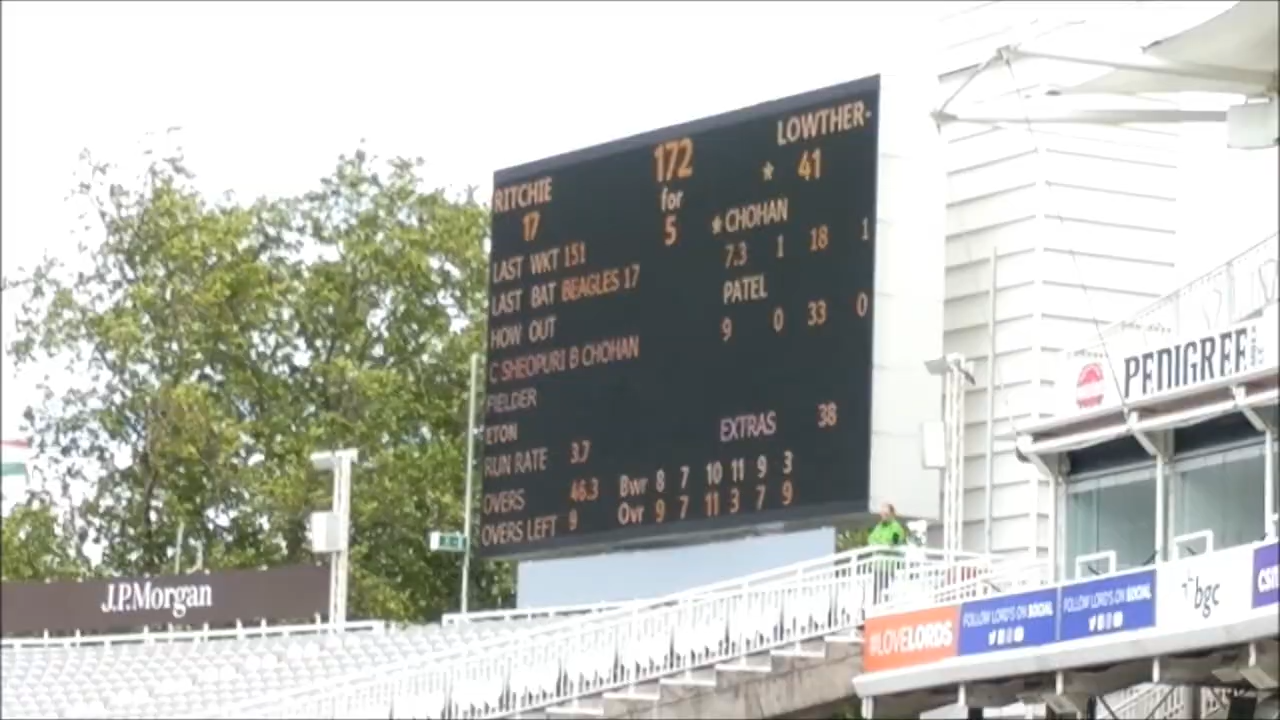 LOWTHER-
172
* 41
RITCHIE
for
17
5
* CHOHAN
LAST WKT 151
7.3 1 18 1
LAST BAT BEAGLES 17
PATEL
HOW OUT
9 0 33 0
C SHEOPURI B CHOHAN
FIELDER
ETON
EXTRAS 38
RUN RATE 3.7
OVERS 46.3
Bwr 8 7 10 11 9 3
OVERS LEFT 9
Ovr 9 7 11 3 7 9
PEDIGREE
J.P.Morgan
#LOVELORDS
FOLLOW LORD'S ON SOCIAL
FOLLOW LORD'S ON SOCIAL
bgc